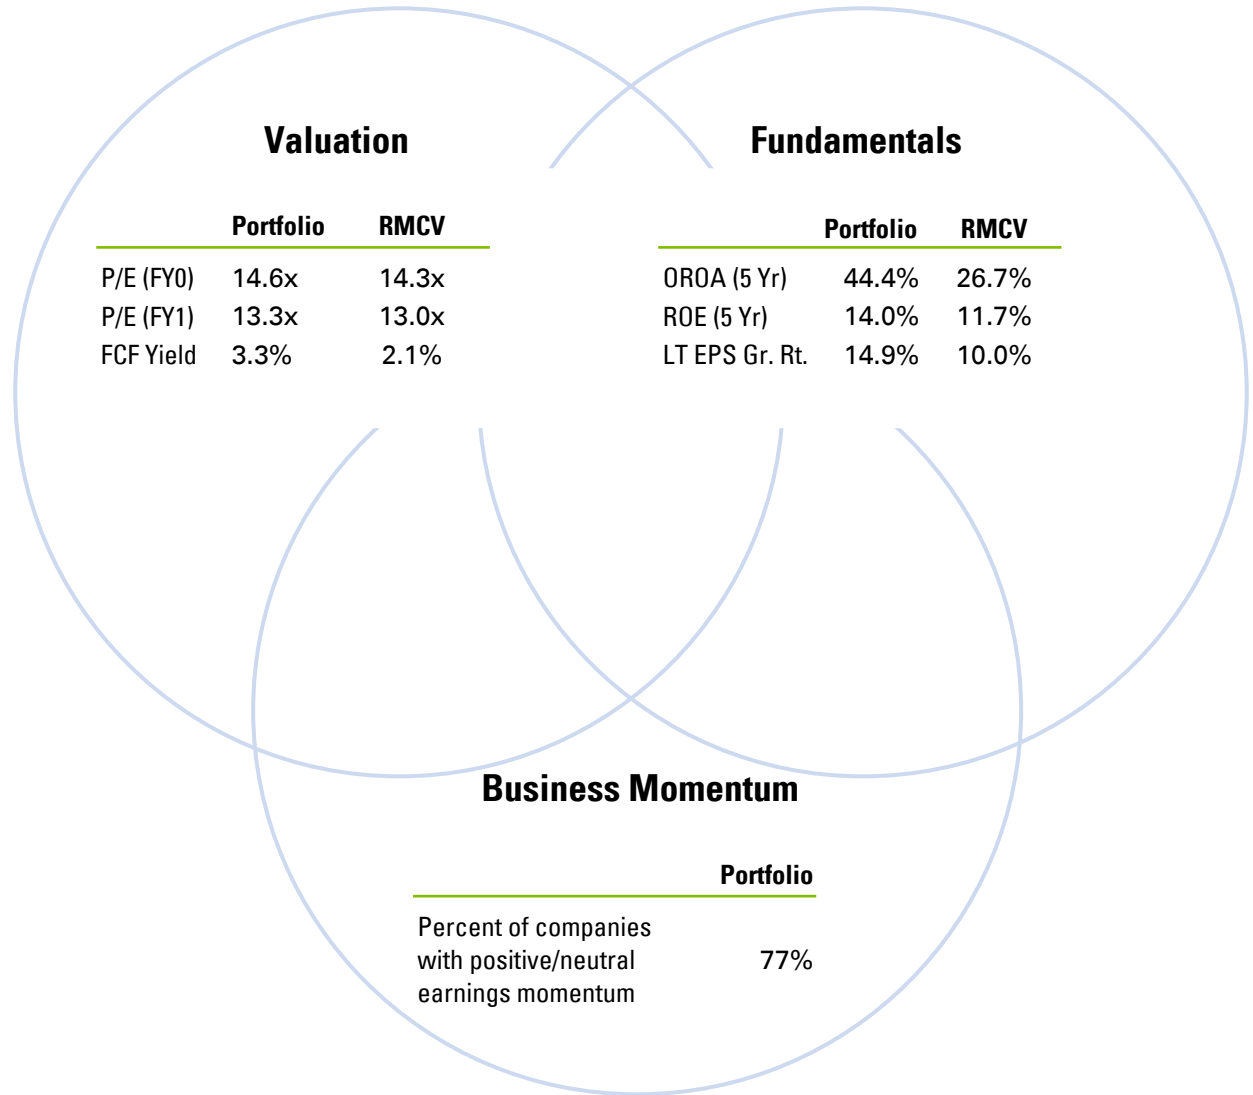 Valuation
Portfolio RMCV
P/E (FY0) 14.6x 14.3x
P/E (FY1) 13.3x 13.0x
FCF Yield 3.3% 2.1%
Fundamentals
Portfolio RMCV
OROA (5 Yr) 44.4% 26.7%
ROE (5 Yr) 14.0% 11.7%
LT EPS Gr. Rt. 14.9% 10.0%
Business Momentum
Portfolio
Percent of companies
with positive/neutral 77%
earnings momentum